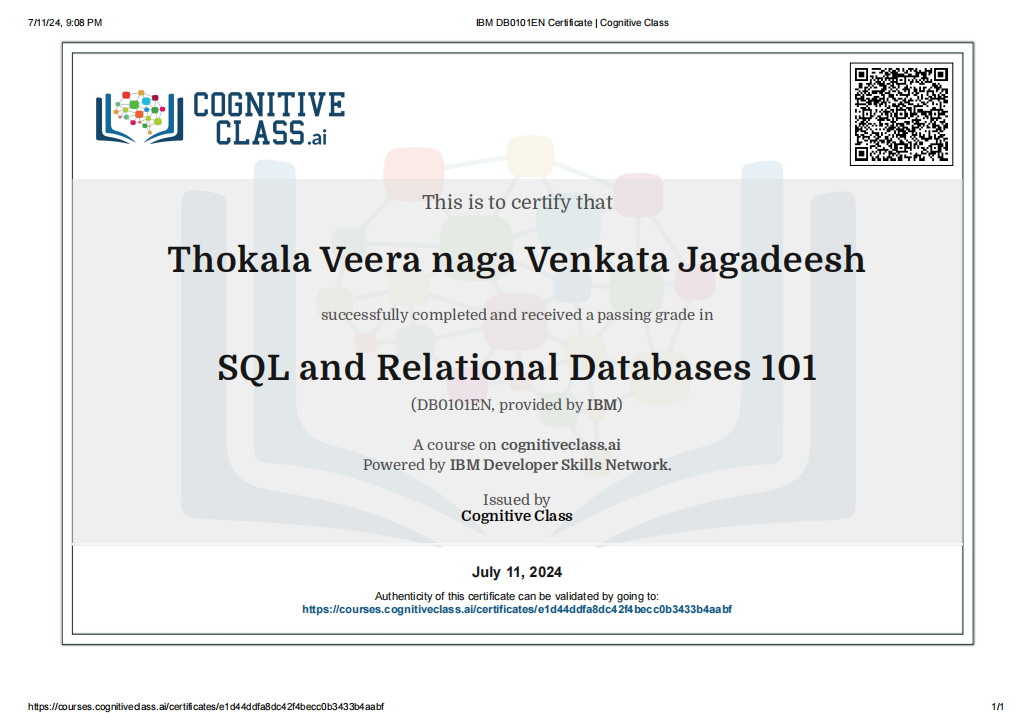 7/11/24, 9:08 PM
IBM DB0101EN Certificate | Cognitive Class
COGNITIVE
CLASS.ai
This is to certify that
Thokala Veera naga Venkata Jagadeesh
successfully completed and received a passing grade in
SQL and Relational Databases 101
(DB0101EN, provided by IBM)
A course on cognitiveclass.ai
Powered by IBM Developer Skills Network.
Issued by
Cognitive Class
July 11, 2024
Authenticity of this certificate can be validated by going to:
https://courses.cognitiveclass.ai/certificates/e1d44ddfa8dc42f4becc0b3433b4aabf
https://courses.cognitiveclass.ai/certificates/e1d44ddfa8dc42f4becc0b3433b4aabf
1/1